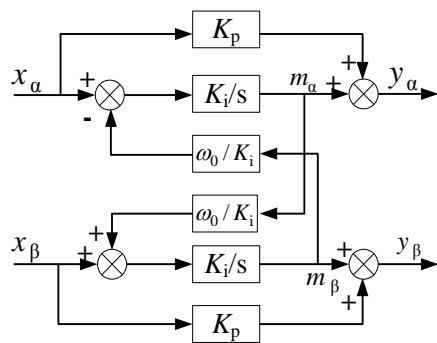 K_p
x_α + K_i/s m_α + + y_α
-
ω_0 / K_i
ω_0 / K_i
+
x_β + K_i/s m_β + y_β
+
K_p